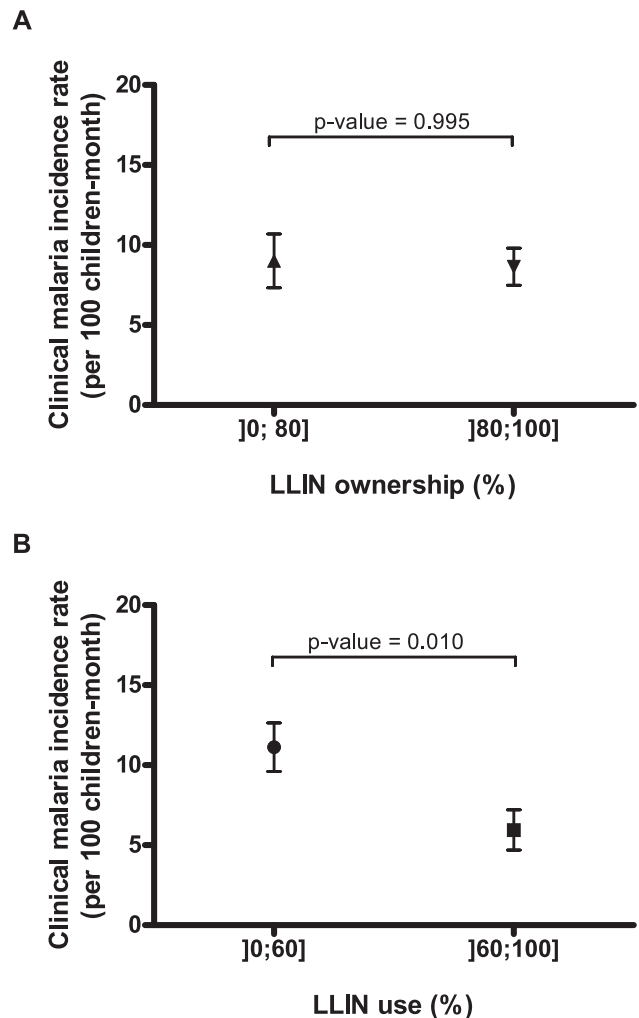 A
Clinical malaria incidence rate
(per 100 children-month)
20
15
10
5
0
p-value = 0.995
]0; 80]
]80;100]
LLIN ownership (%)
B
Clinical malaria incidence rate
(per 100 children-month)
20
15
10
5
0
p-value = 0.010
]0;60]
]60;100]
LLIN use (%)